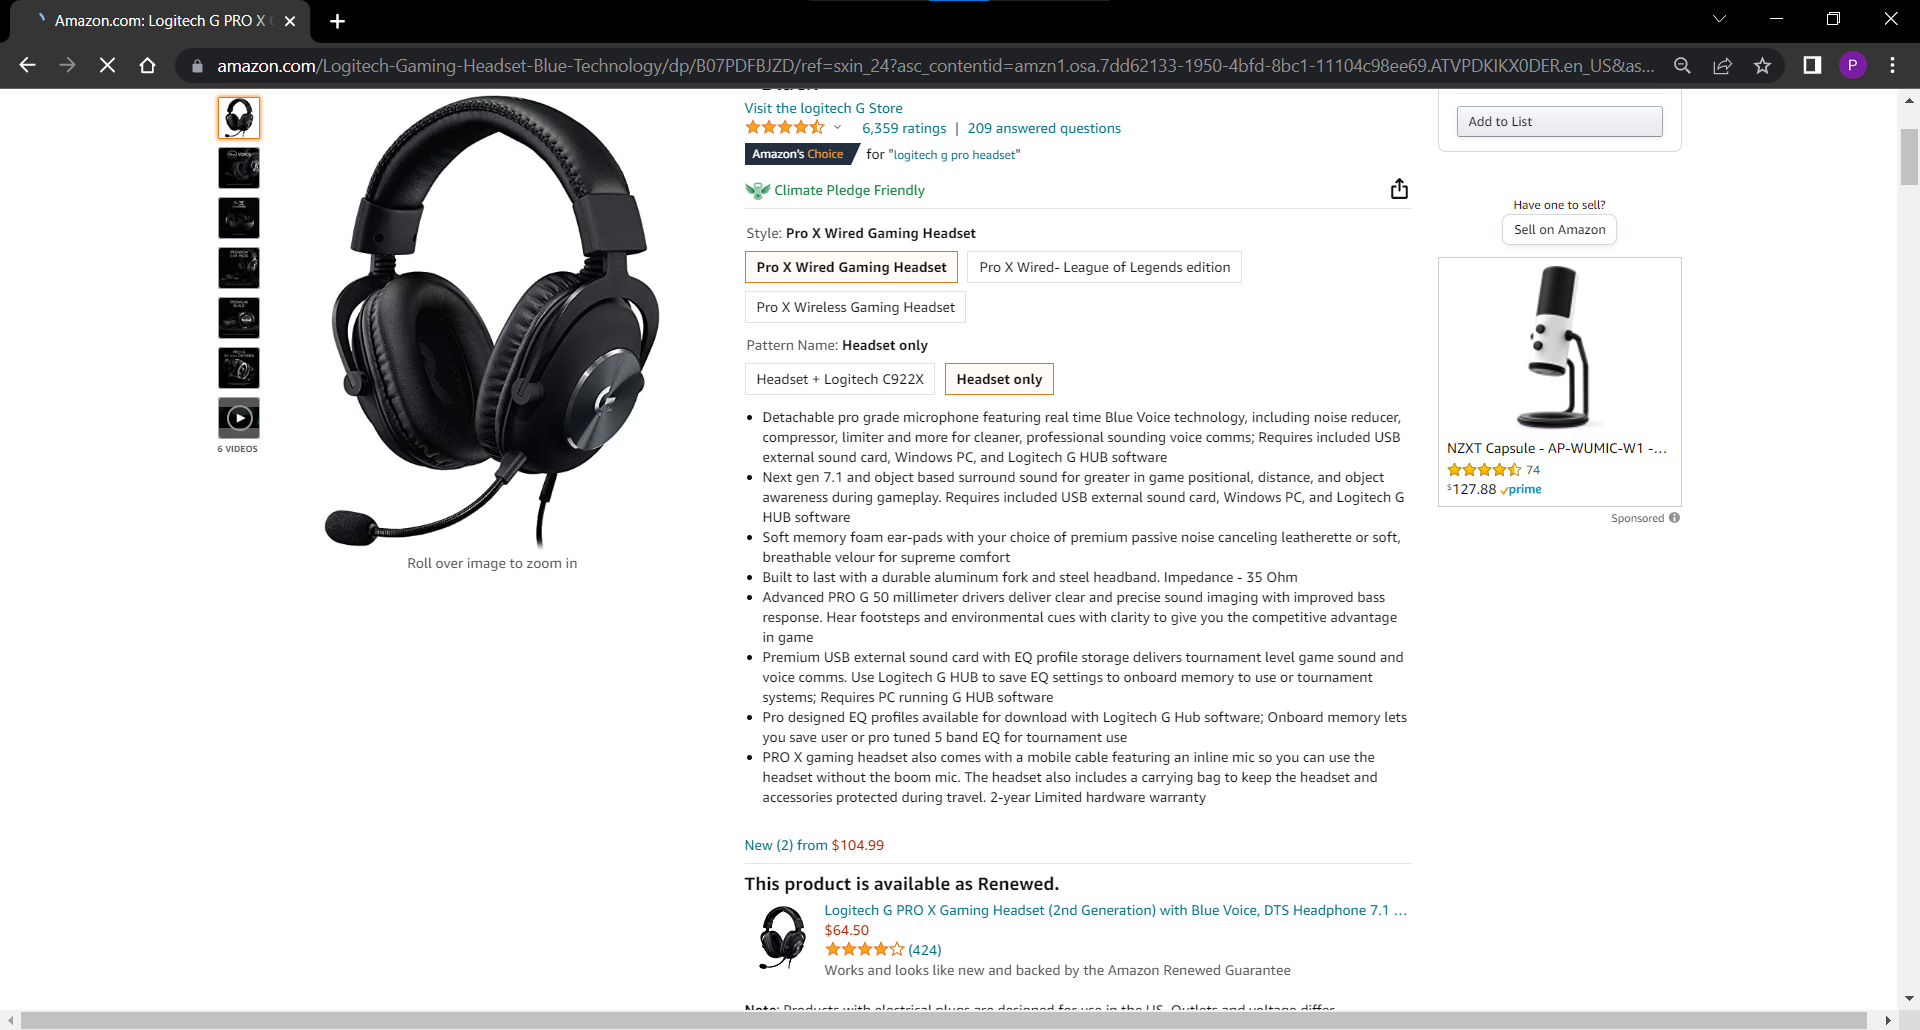 Amazon.com: Logitech G PRO X
amazon.com/Logitech-Gaming-Headset-Blue-Technology/dp/B07PDFBJZD/ref=sxin_24?asc_contentid=amzn1.osa.7dd62133-1950-4bfd-8bc1-11104c98ee69.ATVPDKIKX0DER.en_US&as...
P
Visit the logitech G Store
6,359 ratings | 209 answered questions
Amazon's Choice for "logitech g pro headset"
Climate Pledge Friendly
Style: Pro X Wired Gaming Headset
Pro X Wired Gaming Headset
Pro X Wired- League of Legends edition
Pro X Wireless Gaming Headset
Pattern Name: Headset only
Headset + Logitech C922X
Headset only
6 VIDEOS
Roll over image to zoom in
• Detachable pro grade microphone featuring real time Blue Voice technology, including noise reducer,
compressor, limiter and more for cleaner, professional sounding voice comms; Requires included USB
external sound card, Windows PC, and Logitech G HUB software
• Next gen 7.1 and object based surround sound for greater in game positional, distance, and object
awareness during gameplay. Requires included USB external sound card, Windows PC, and Logitech G
HUB software
• Soft memory foam ear-pads with your choice of premium passive noise canceling leatherette or soft,
breathable velour for supreme comfort
• Built to last with a durable aluminum fork and steel headband. Impedance - 35 Ohm
• Advanced PRO G 50 millimeter drivers deliver clear and precise sound imaging with improved bass
response. Hear footsteps and environmental cues with clarity to give you the competitive advantage
in game
• Premium USB external sound card with EQ profile storage delivers tournament level game sound and
voice comms. Use Logitech G HUB to save EQ settings to onboard memory to use or tournament
systems; Requires PC running G HUB software
• Pro designed EQ profiles available for download with Logitech G Hub software; Onboard memory lets
you save user or pro tuned 5 band EQ for tournament use
• PRO X gaming headset also comes with a mobile cable featuring an inline mic so you can use the
headset without the boom mic. The headset also includes a carrying bag to keep the headset and
accessories protected during travel. 2-year Limited hardware warranty
New (2) from $104.99
This product is available as Renewed.
Logitech G PRO X Gaming Headset (2nd Generation) with Blue Voice, DTS Headphone 7.1 ...
$64.50
(424)
Works and looks like new and backed by the Amazon Renewed Guarantee
Note: Products with electrical plugs are designed for use in the US. Outlets and voltage differ
Add to List
Have one to sell?
Sell on Amazon
NZXT Capsule - AP-WUMIC-W1 -...
74
$127.88 prime
Sponsored